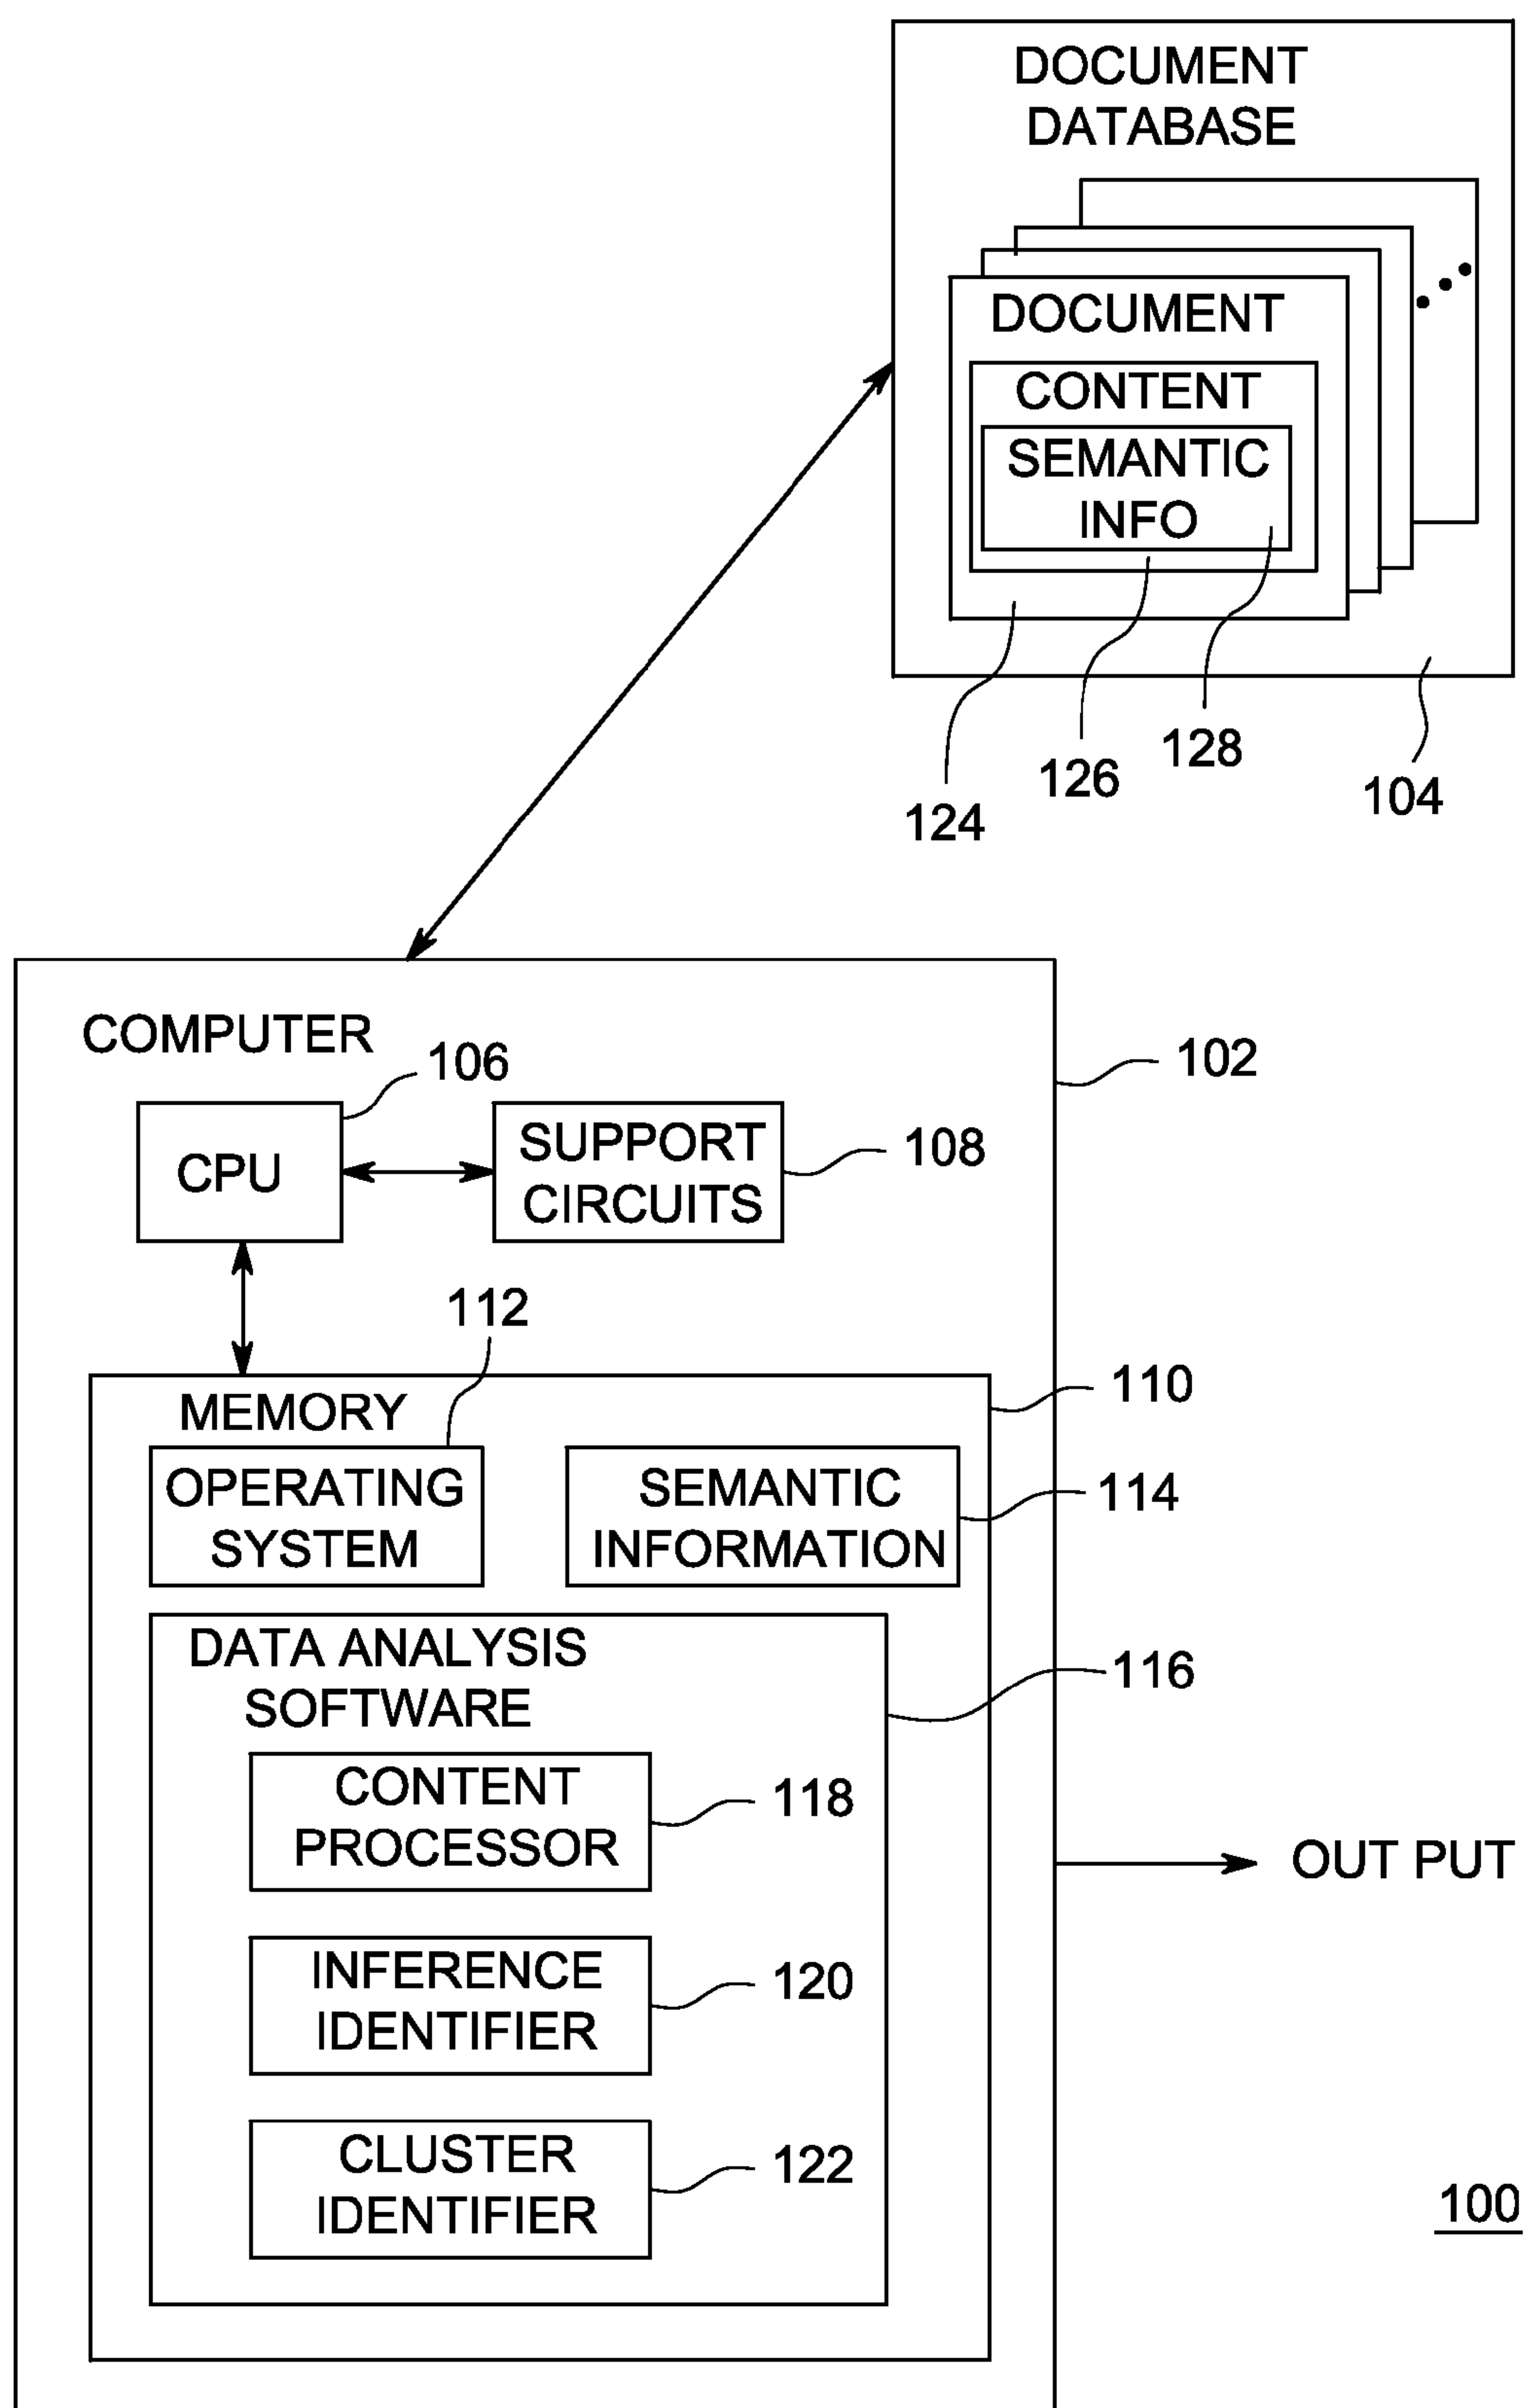 DOCUMENT
DATABASE
DOCUMENT
CONTENT
SEMANTIC
INFO
128
126
104
124
COMPUTER
106
102
CPU
SUPPORT
CIRCUITS
108
112
110
MEMORY
OPERATING
SYSTEM
SEMANTIC
INFORMATION
114
DATA ANALYSIS
SOFTWARE
116
CONTENT
PROCESSOR
118
OUT PUT
INFERENCE
IDENTIFIER
120
CLUSTER
IDENTIFIER
122
100